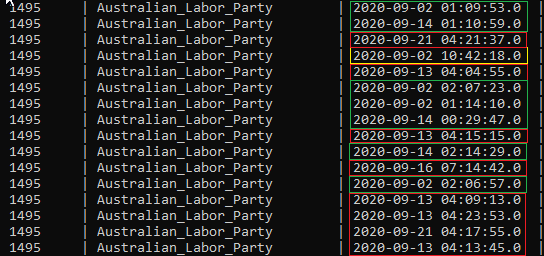 1495 | Australian_Labor_Party | 2020-09-02 01:09:53.0 |
1495 | Australian_Labor_Party | 2020-09-14 01:10:59.0 |
1495 | Australian_Labor_Party | 2020-09-21 04:21:37.0 |
1495 | Australian_Labor_Party | 2020-09-02 10:42:18.0 |
1495 | Australian_Labor_Party | 2020-09-13 04:04:55.0 |
1495 | Australian_Labor_Party | 2020-09-02 02:07:23.0 |
1495 | Australian_Labor_Party | 2020-09-02 01:14:10.0 |
1495 | Australian_Labor_Party | 2020-09-14 00:29:47.0 |
1495 | Australian_Labor_Party | 2020-09-13 04:15:15.0 |
1495 | Australian_Labor_Party | 2020-09-14 02:14:29.0 |
1495 | Australian_Labor_Party | 2020-09-16 07:14:42.0 |
1495 | Australian_Labor_Party | 2020-09-02 02:06:57.0 |
1495 | Australian_Labor_Party | 2020-09-13 04:09:13.0 |
1495 | Australian_Labor_Party | 2020-09-13 04:23:53.0 |
1495 | Australian_Labor_Party | 2020-09-21 04:17:55.0 |
1495 | Australian_Labor_Party | 2020-09-13 04:13:45.0 |